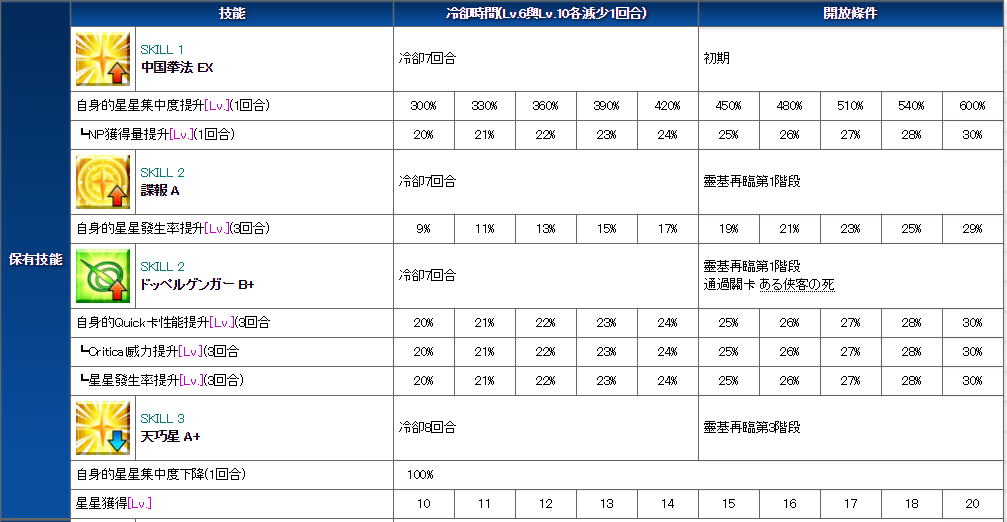 技能 冷卻時間(Lv.6與Lv.10各減少1回合) 開放條件
保有技能
SKILL 1
中国拳法 EX
冷卻7回合 初期
自身的星星集中度提升[Lv.](1回合) 300% 330% 360% 390% 420% 450% 480% 510% 540% 600%
┗NP獲得量提升[Lv.](1回合) 20% 21% 22% 23% 24% 25% 26% 27% 28% 30%
SKILL 2
諜報 A
冷卻7回合 靈基再臨第1階段
自身的星星發生率提升[Lv.](3回合) 9% 11% 13% 15% 17% 19% 21% 23% 25% 29%
SKILL 2
ドッペルゲンガー B+
冷卻7回合
靈基再臨第1階段
通過關卡 ある侠客の死
自身的Quick卡性能提升[Lv.](3回合 20% 21% 22% 23% 24% 25% 26% 27% 28% 30%
┗Critical威力提升[Lv.](3回合 20% 21% 22% 23% 24% 25% 26% 27% 28% 30%
┗星星發生率提升[Lv.](3回合) 20% 21% 22% 23% 24% 25% 26% 27% 28% 30%
SKILL 3
天巧星 A+
冷卻8回合 靈基再臨第3階段
自身的星星集中度下降(1回合) 100%
星星獲得[Lv.] 10 11 12 13 14 15 16 17 18 20